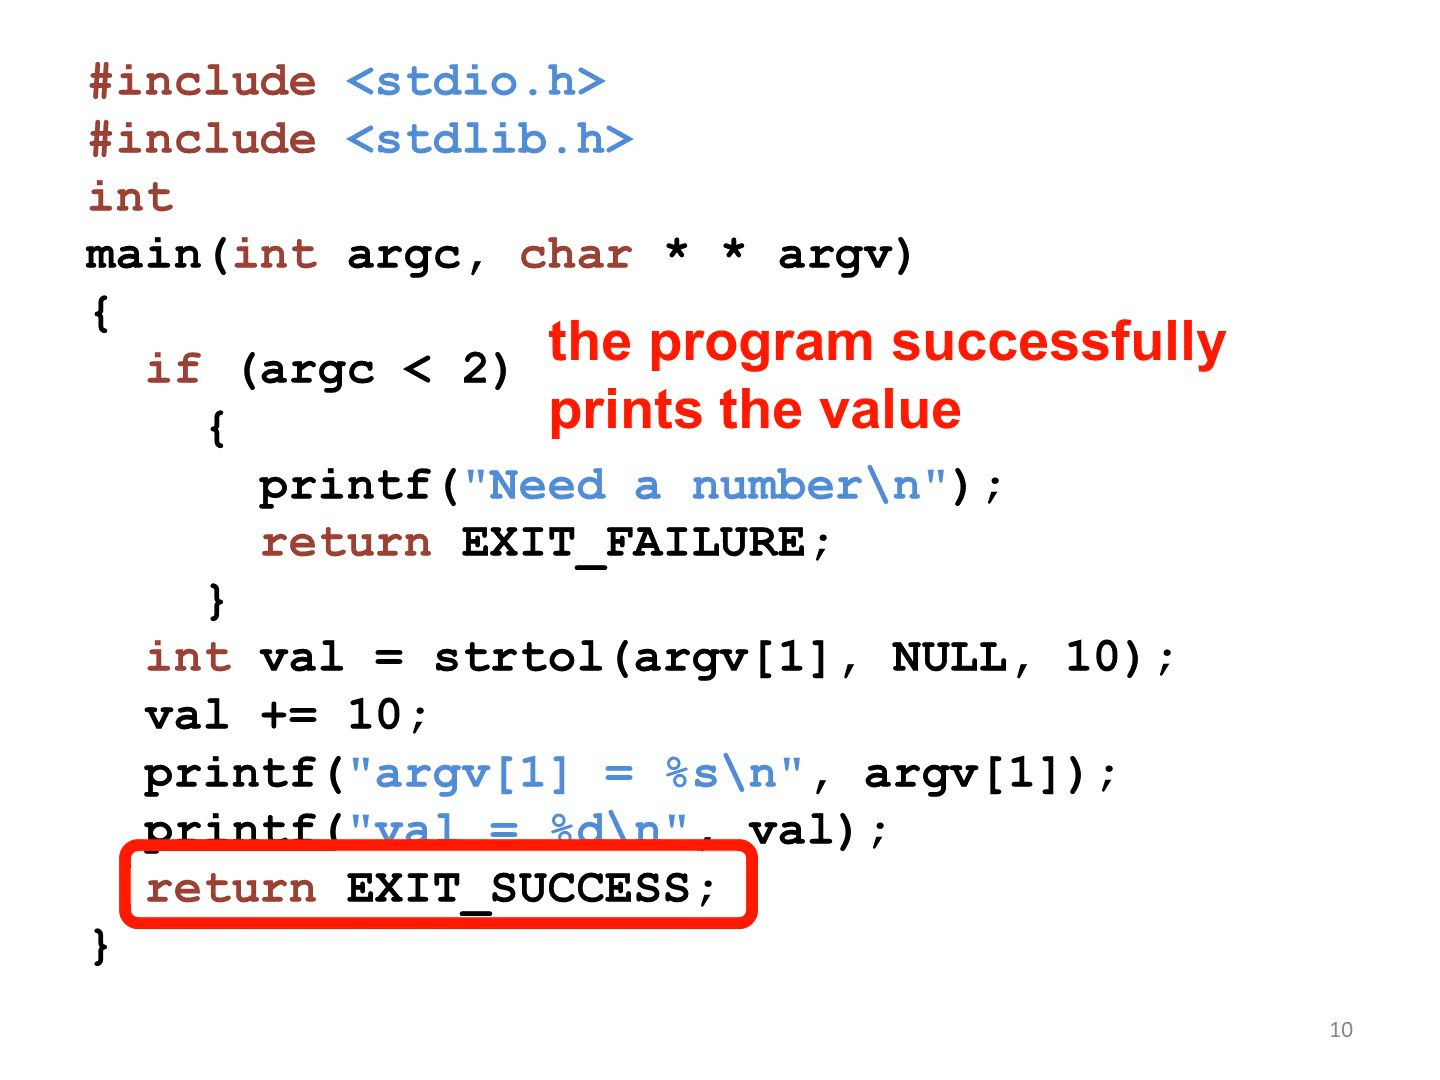 #include <stdio.h>
#include <stdlib.h>
int
main(int argc, char * * argv)
{
the program successfully
if (argc < 2)
prints the value
{
printf("Need a number\n");
return EXIT_FAILURE;
}
int val = strtol(argv[1], NULL, 10);
val += 10;
printf("argv[1] = %s\n", argv[1]);
printf("val = %d\n", val);
return EXIT_SUCCESS;
}
10